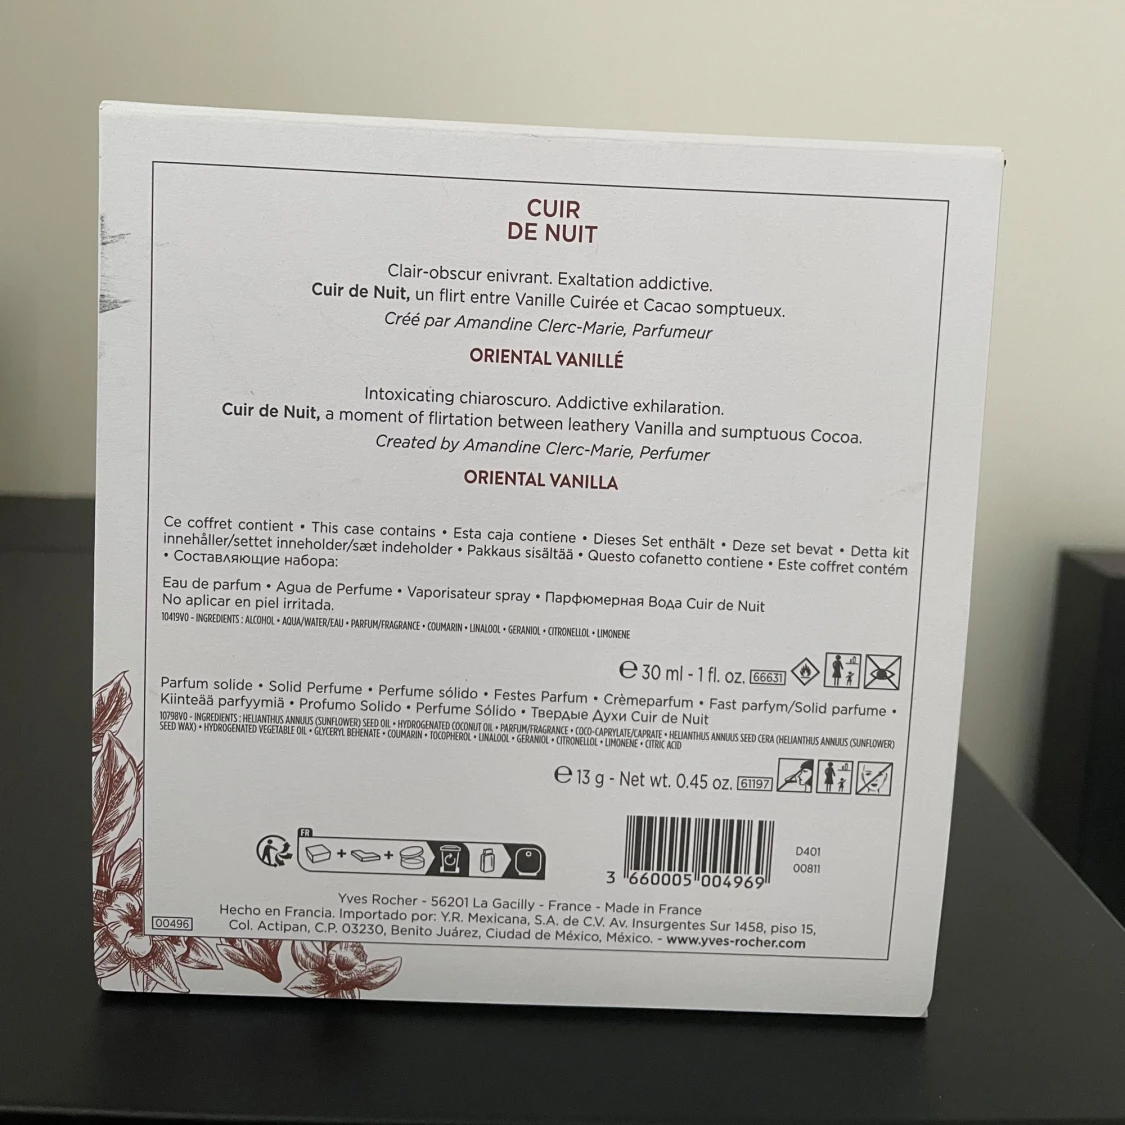 CUIR
DE NUIT
Clair-obscur enivrant. Exaltation addictive.
Cuir de Nuit, un flirt entre Vanille Cuirée et Cacao somptueux.
Créé par Amandine Clerc-Marie, Parfumeur
ORIENTAL VANILLÉ
Intoxicating chiaroscuro. Addictive exhilaration.
Cuir de Nuit, a moment of flirtation between leathery Vanilla and sumptuous Cocoa.
Created by Amandine Clerc-Marie, Perfumer
ORIENTAL VANILLA
Ce coffret contient • This case contains • Esta caja contiene • Dieses Set enthält • Deze set bevat • Detta kit
innehåller/settet inneholder/sæt indeholder • Pakkaus sisältää • Questo cofanetto contiene • Este coffret contém
• Составляющие набора:
Eau de parfum • Agua de Perfume • Vaporisateur spray • Парфюмерная Вода Cuir de Nuit
No aplicar en piel irritada.
10419V0 - INGREDIENTS : ALCOHOL • AQUA/WATER/EAU • PARFUM/FRAGRANCE • COUMARIN • LINALOOL • GERANIOL • CITRONELLOL • LIMONENE
℮ 30 ml - 1 fl. oz. 66631
Parfum solide • Solid Perfume • Perfume sólido • Festes Parfum • Crèmeparfum • Fast parfym/Solid parfume •
Kiinteää parfyymiä • Profumo Solido • Perfume Sólido • Твердые Духи Cuir de Nuit
10798V0 - INGREDIENTS : HELIANTHUS ANNUUS (SUNFLOWER) SEED OIL • HYDROGENATED COCONUT OIL • PARFUM/FRAGRANCE • COCO-CAPRYLATE/CAPRATE • HELIANTHUS ANNUUS SEED CERA (HELIANTHUS ANNUUS (SUNFLOWER)
SEED WAX) • HYDROGENATED VEGETABLE OIL • GLYCERYL BEHENATE • COUMARIN • TOCOPHEROL • LINALOOL • GERANIOL • CITRONELLOL • LIMONENE • CITRIC ACID
℮ 13 g - Net wt. 0.45 oz. 61197
FR
3 660005 004969
D401
00811
Yves Rocher - 56201 La Gacilly - France - Made in France
Hecho en Francia. Importado por: Y.R. Mexicana, S.A. de C.V. Av. Insurgentes Sur 1458, piso 15,
Col. Actipan, C.P. 03230, Benito Juárez, Ciudad de México, México. - www.yves-rocher.com
00496